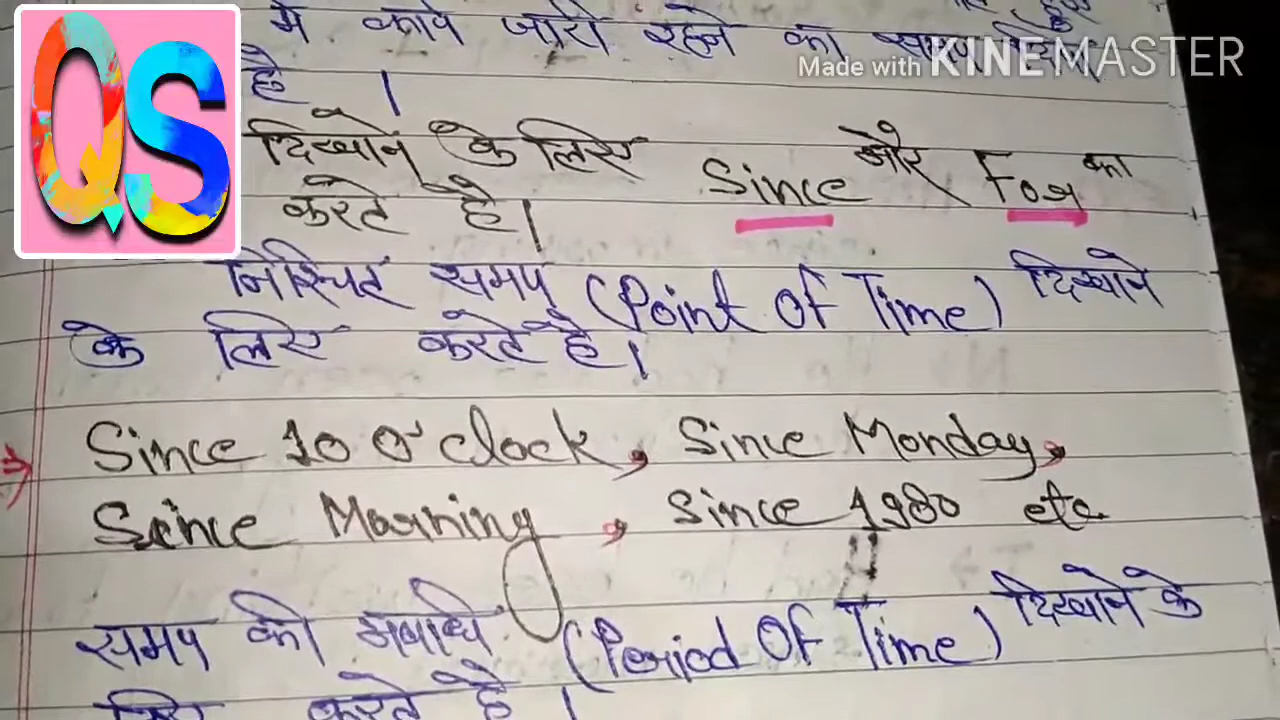 में कार्य जारी रहने का समय
Made with KINEMASTER
है ।
QS
दिखाने के लिए Since और For का
करते है।
निश्चित समय (Point Of Time) दिखाने
के लिए करते है।
Since 10 O'clock, Since Monday,
Since Morning, Since 1980 etc
समय की अवधि (Period Of Time) दिखाने के
लिए करते है।